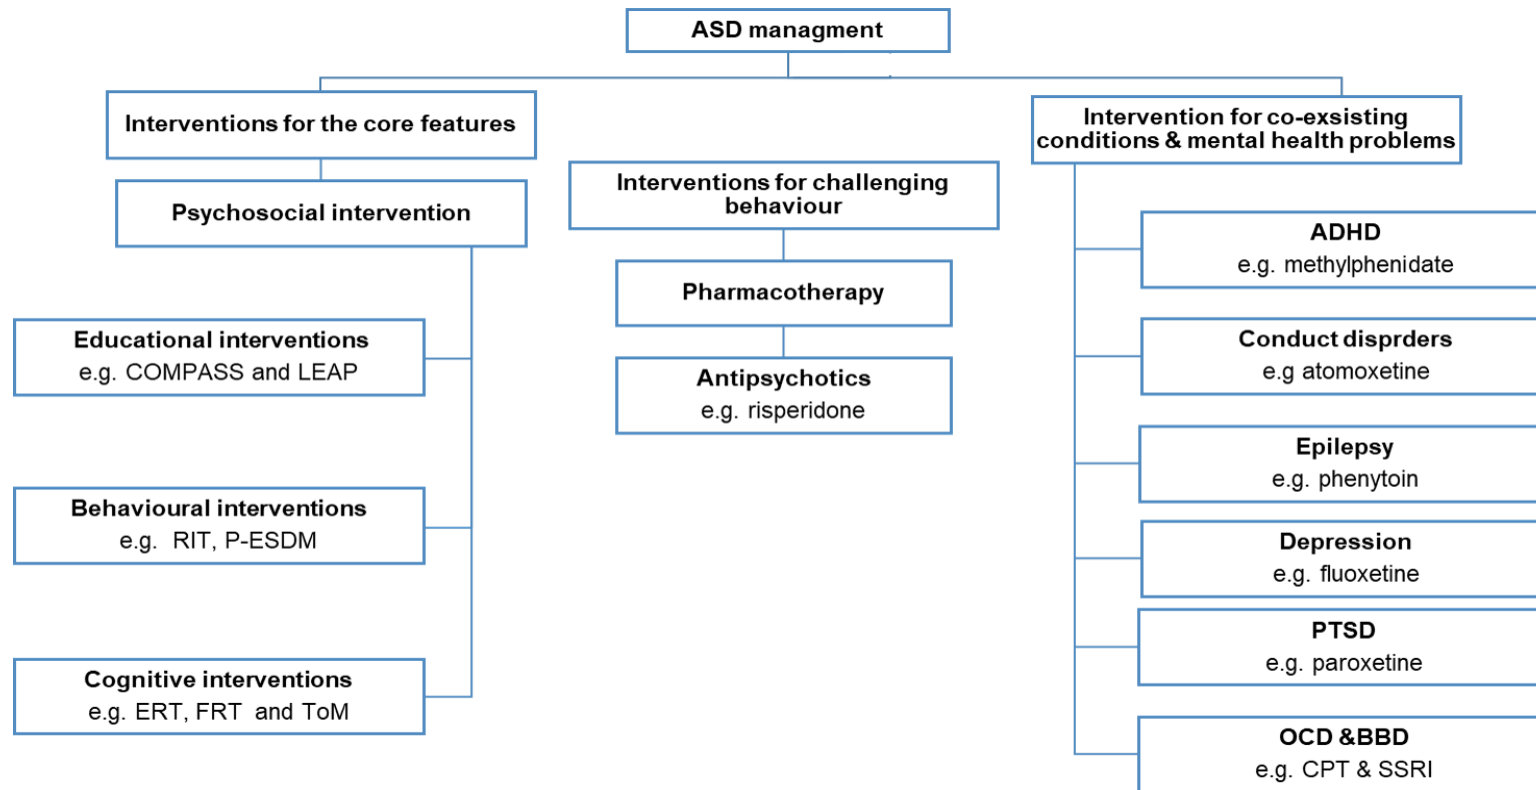 ASD managment
Interventions for the core features
Psychosocial intervention
Educational interventions
e.g. COMPASS and LEAP
Behavioural interventions
e.g. RIT, P-ESDM
Cognitive interventions
e.g. ERT, FRT and ToM
Interventions for challenging
behaviour
Pharmacotherapy
Antipsychotics
e.g. risperidone
Intervention for co-exsisting
conditions & mental health problems
ADHD
e.g. methylphenidate
Conduct disprders
e.g atomoxetine
Epilepsy
e.g. phenytoin
Depression
e.g. fluoxetine
PTSD
e.g. paroxetine
OCD &BBD
e.g. CPT & SSRI